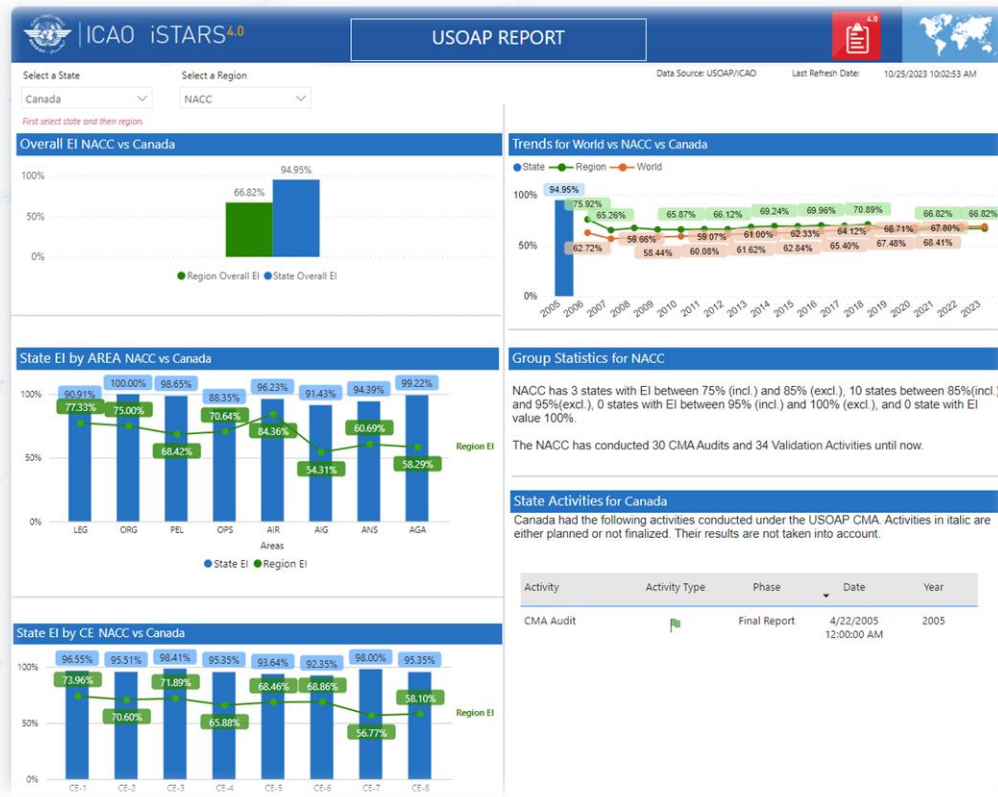 ICAO iSTARS 4.0
USOAP REPORT
4.0
Select a State
Select a Region
Data Source: USOAP/ICAO
Last Refresh Date:
10/25/2023 10:02:53 AM
Canada
NACC
First select state and then region.
Overall EI NACC vs Canada
100%
50%
0%
66.82%
94.95%
Region Overall EI State Overall EI
Trends for World vs NACC vs Canada
State Region World
100%
50%
0%
94.95%
75.92%
65.26% 65.87% 66.12% 69.24% 69.96% 70.89% 66.82% 66.82%
62.72% 56.66% 58.44% 59.07% 60.08% 61.00% 61.62% 62.33% 62.84% 64.12% 65.40% 66.71% 67.48% 67.80% 68.41%
2005 2006 2007 2008 2009 2010 2011 2012 2013 2014 2015 2016 2017 2018 2019 2020 2021 2022 2023
State EI by AREA NACC vs Canada
100%
50%
0%
90.91% 100.00% 98.65% 88.35% 96.23% 91.43% 94.39% 99.22%
77.33% 75.00% 68.42% 70.64% 84.36% 54.31% 60.69% 58.29%
Region EI
LEG ORG PEL OPS AIR AIG ANS AGA
Areas
State EI Region EI
Group Statistics for NACC
NACC has 3 states with EI between 75% (incl.) and 85% (excl.), 10 states between 85%(incl.)
and 95%(excl.), 0 states with EI between 95% (incl.) and 100% (excl.), and 0 state with EI
value 100%.
The NACC has conducted 30 CMA Audits and 34 Validation Activities until now.
State Activities for Canada
Canada had the following activities conducted under the USOAP CMA. Activities in italic are
either planned or not finalized. Their results are not taken into account.
Activity Activity Type Phase Date Year
CMA Audit Final Report 4/22/2005 2005
12:00:00 AM
State EI by CE NACC vs Canada
100%
50%
0%
96.55% 95.51% 98.41% 95.35% 93.64% 92.35% 98.00% 95.35%
73.96% 70.60% 71.89% 65.88% 68.46% 68.86% 56.77% 58.10%
Region EI
CE-1 CE-2 CE-3 CE-4 CE-5 CE-6 CE-7 CE-8